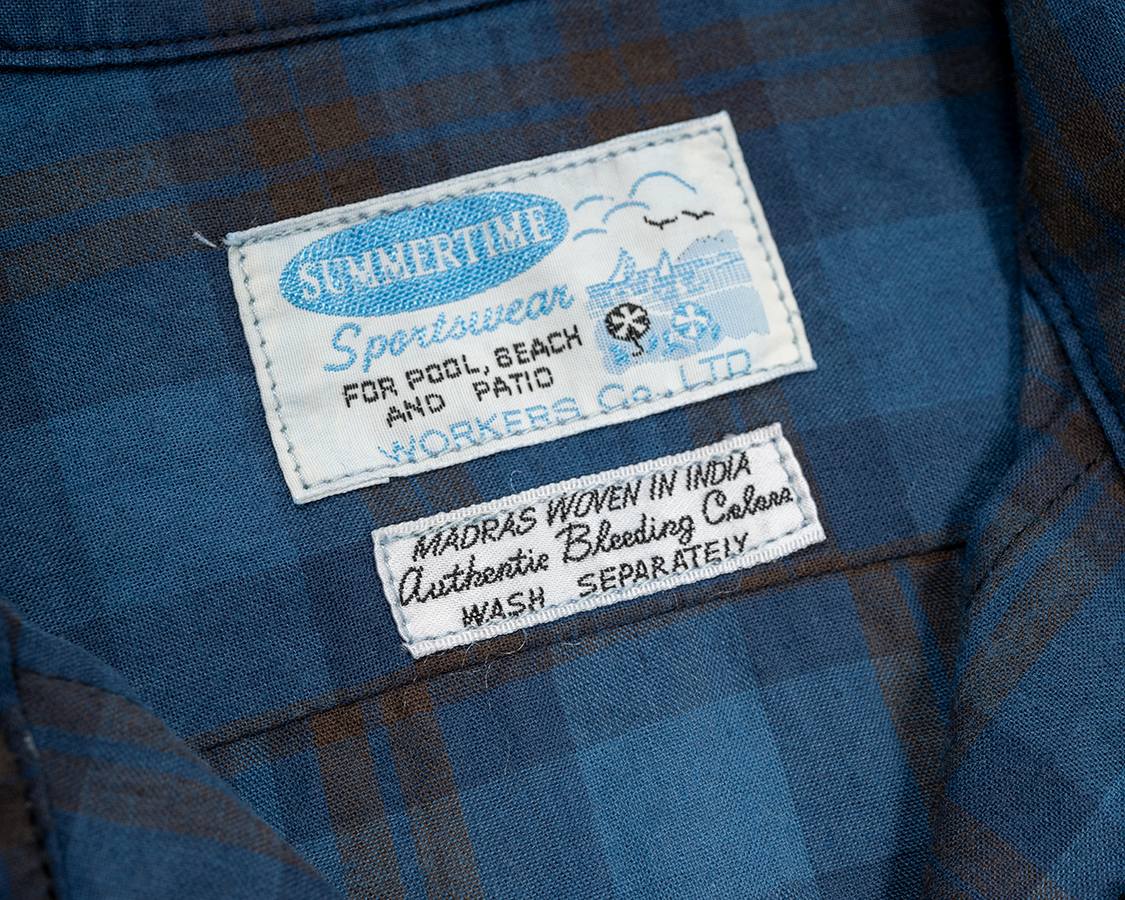 SUMMERTIME
Sportswear
FOR POOL, BEACH
AND PATIO
WORKERS Co., LTD
MADRAS WOVEN IN INDIA
Authentic Bleeding Colors
WASH SEPARATELY